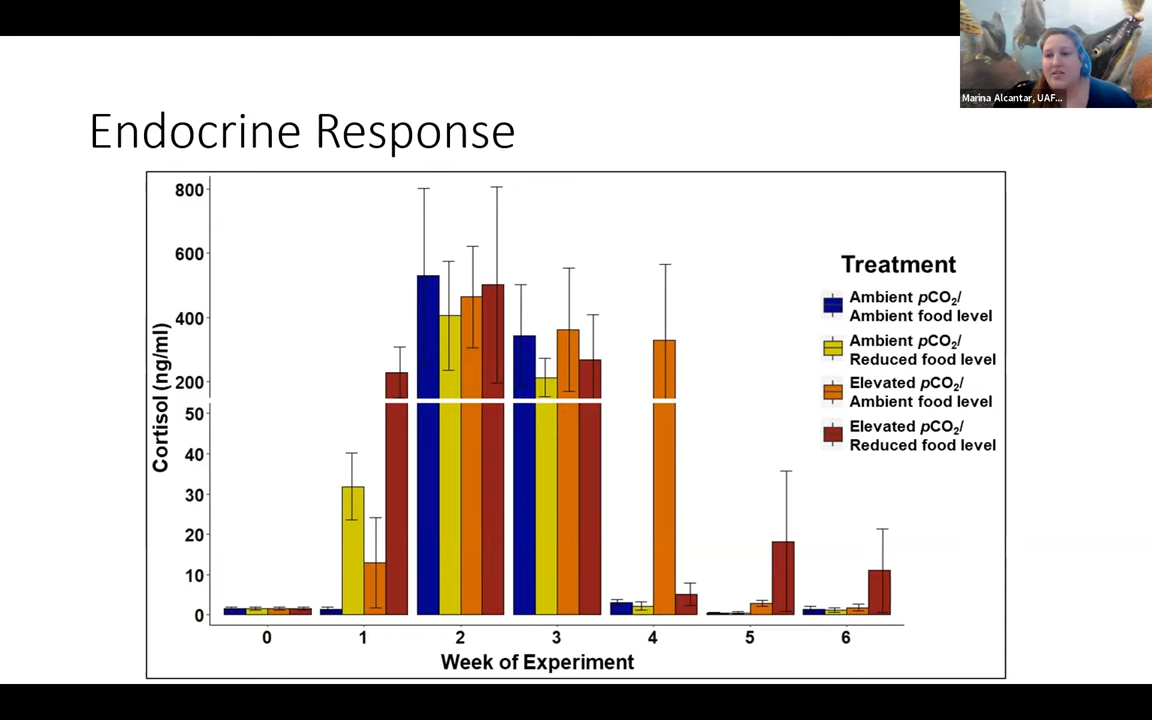 Marina Alcantar, UAF...
Endocrine Response
800
600
400
200
50
40
30
20
10
0
Cortisol (ng/ml)
0 1 2 3 4 5 6
Week of Experiment
Treatment
Ambient pCO₂/
Ambient food level
Ambient pCO₂/
Reduced food level
Elevated pCO₂/
Ambient food level
Elevated pCO₂/
Reduced food level